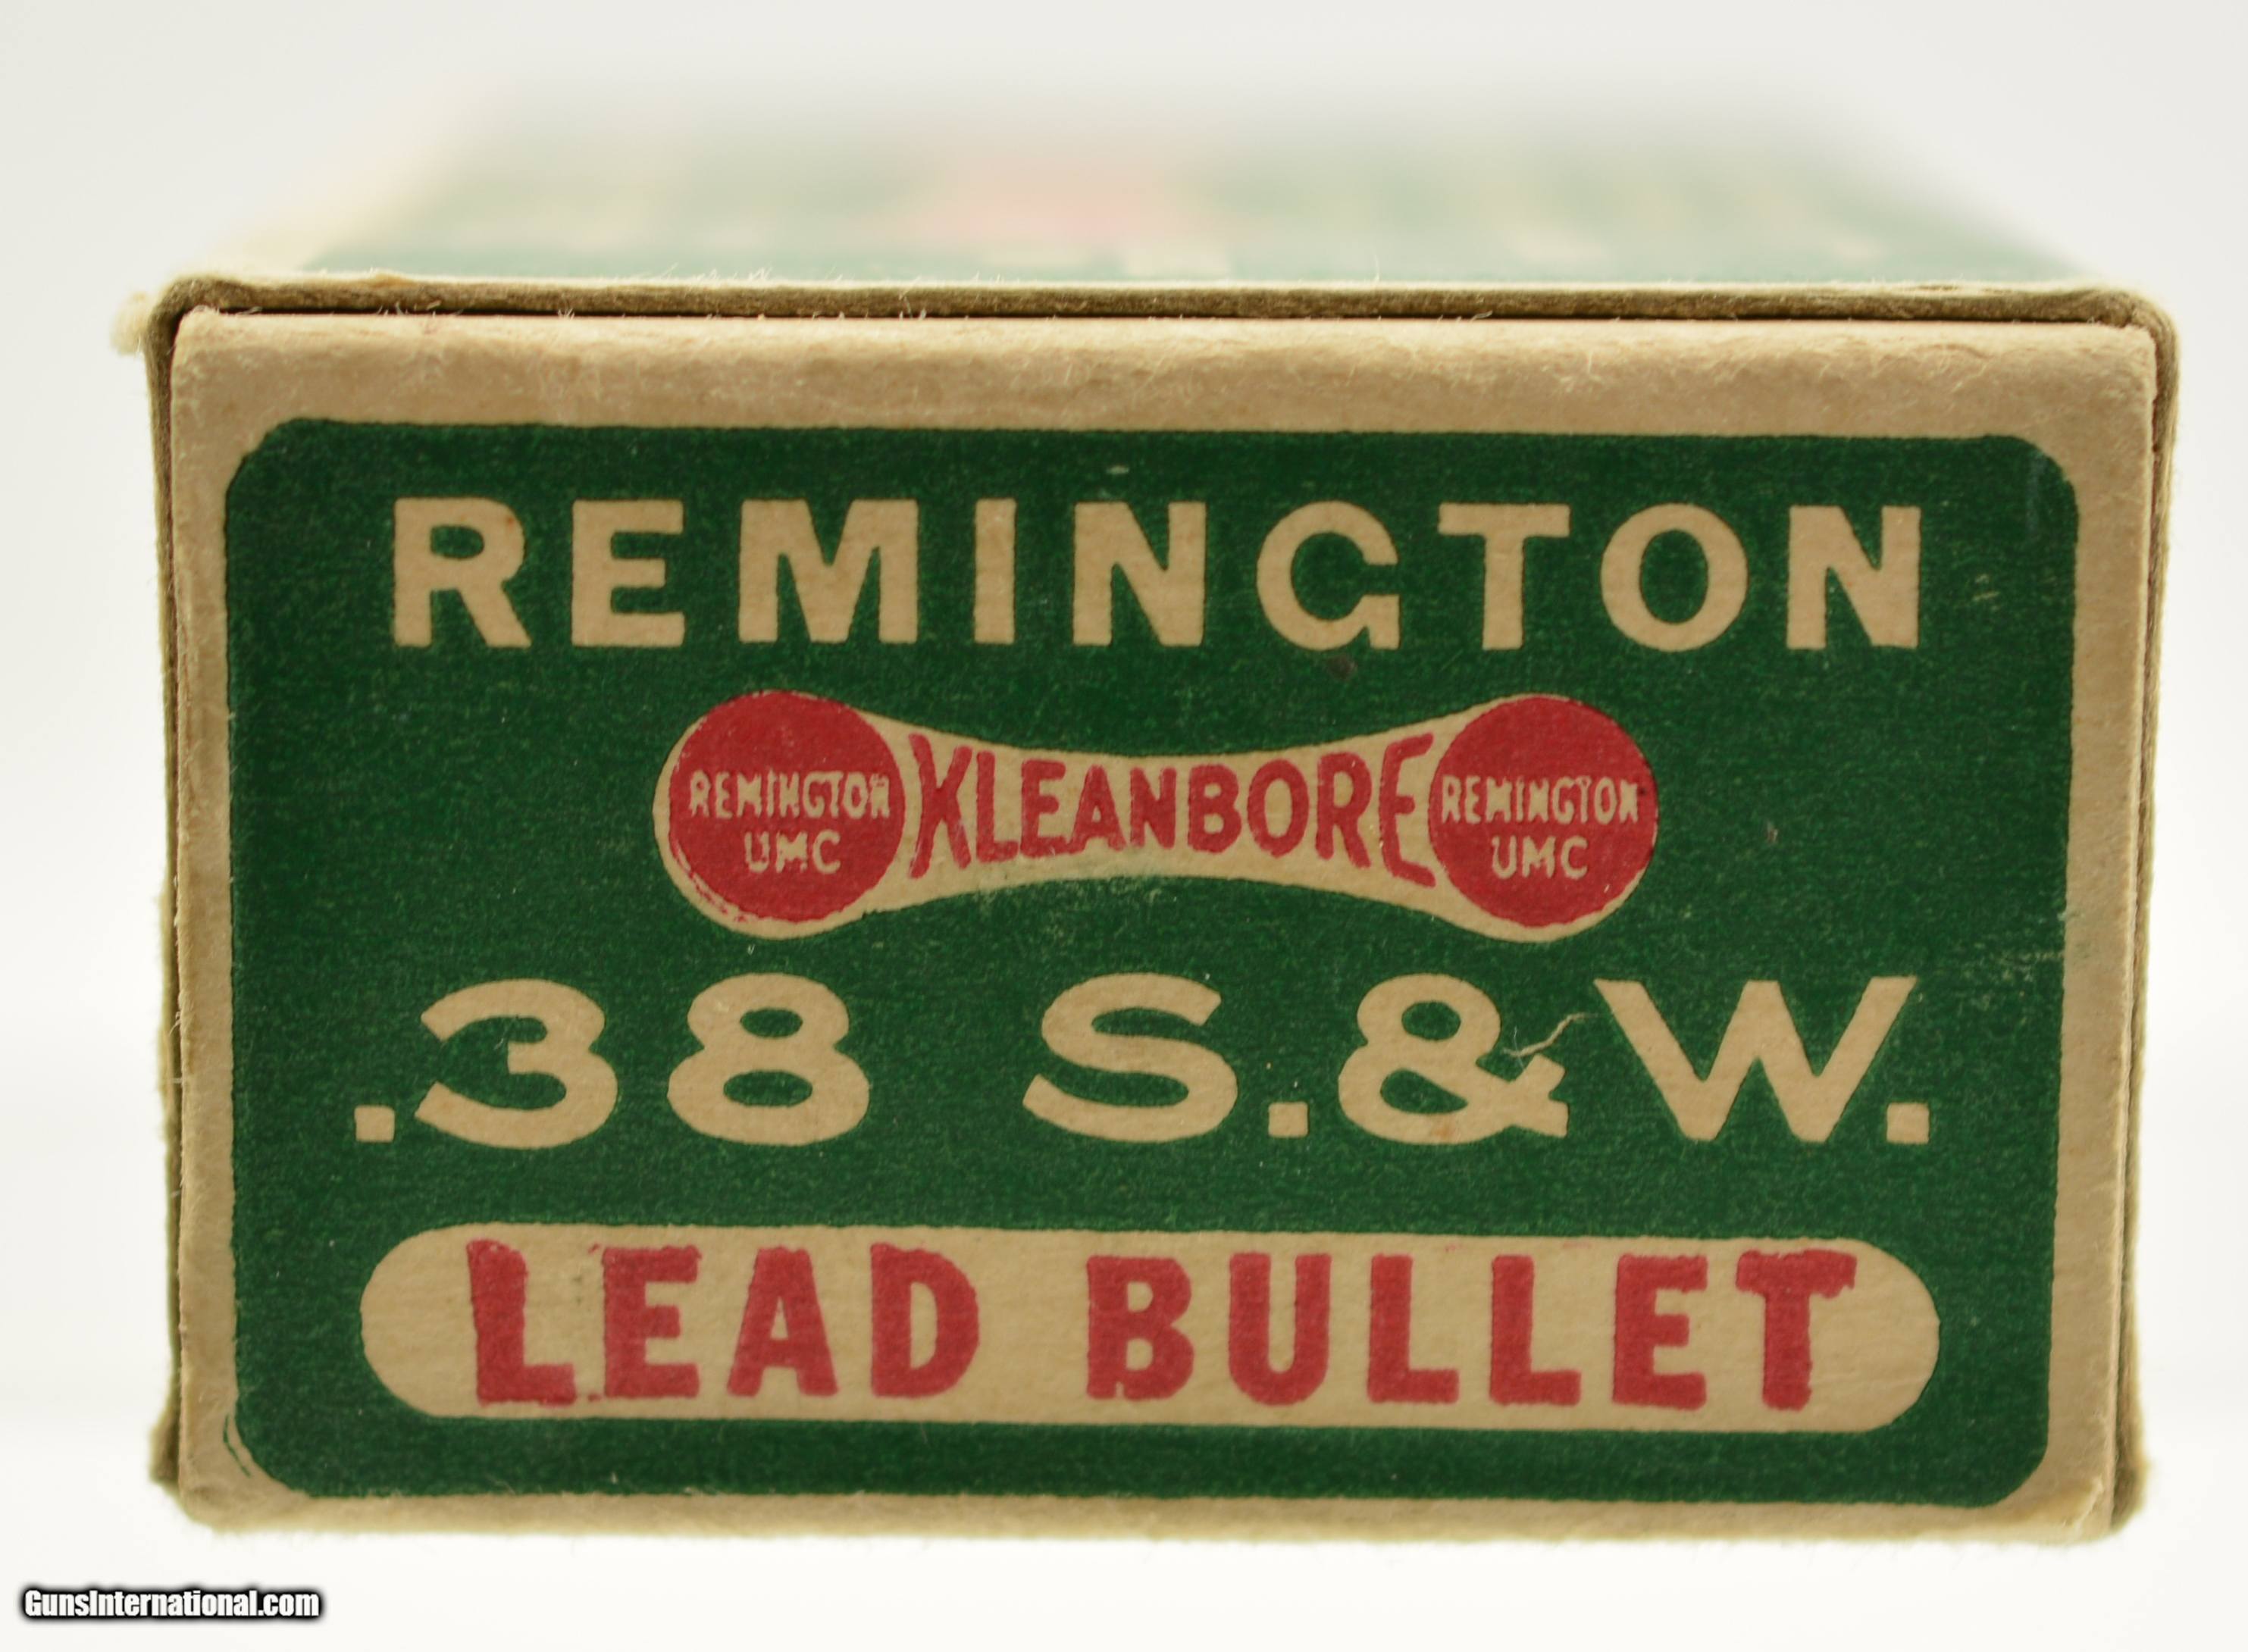 REMINGTON
REMINGTON UMC KLEANBORE REMINGTON UMC
.38 S.&W.
LEAD BULLET
GunsInternational.com